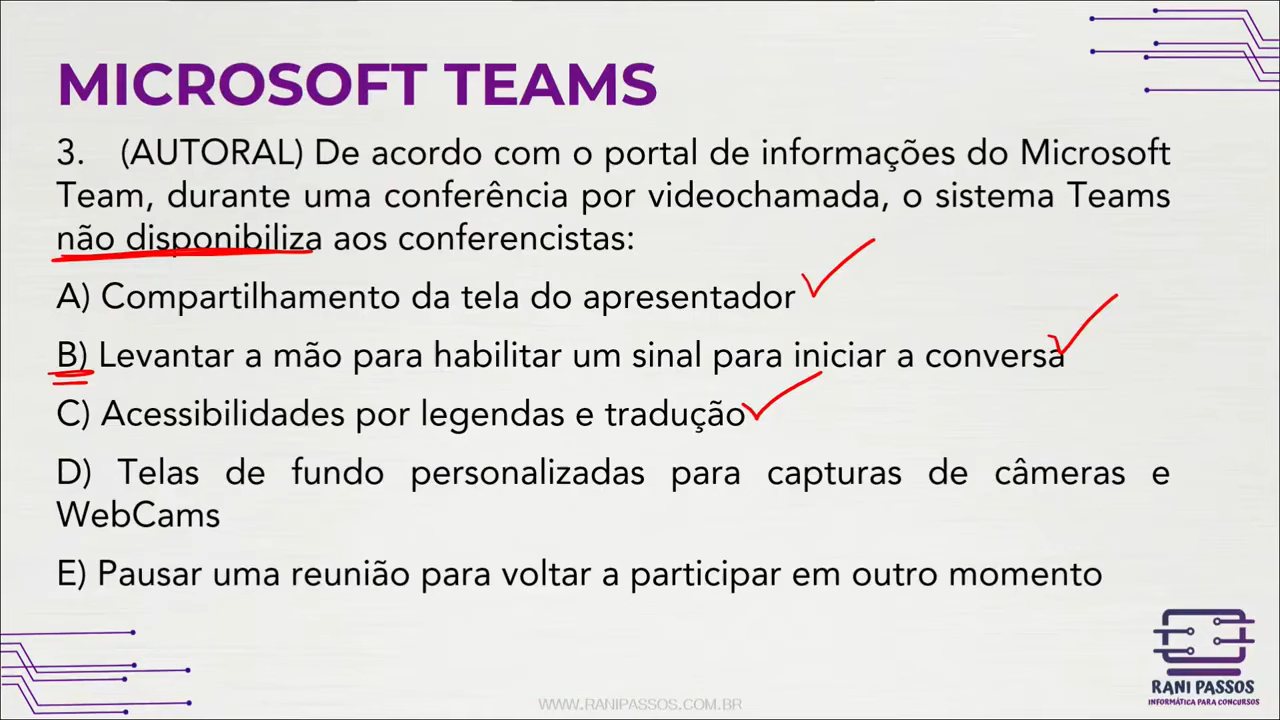 MICROSOFT TEAMS
3. (AUTORAL) De acordo com o portal de informações do Microsoft
Team, durante uma conferência por videochamada, o sistema Teams
não disponibiliza aos conferencistas:
A) Compartilhamento da tela do apresentador
B) Levantar a mão para habilitar um sinal para iniciar a conversa
C) Acessibilidades por legendas e tradução
D) Telas de fundo personalizadas para capturas de câmeras e
WebCams
E) Pausar uma reunião para voltar a participar em outro momento
RANI PASSOS
INFORMÁTICA PARA CONCURSOS
WWW.RANIPASSOS.COM.BR